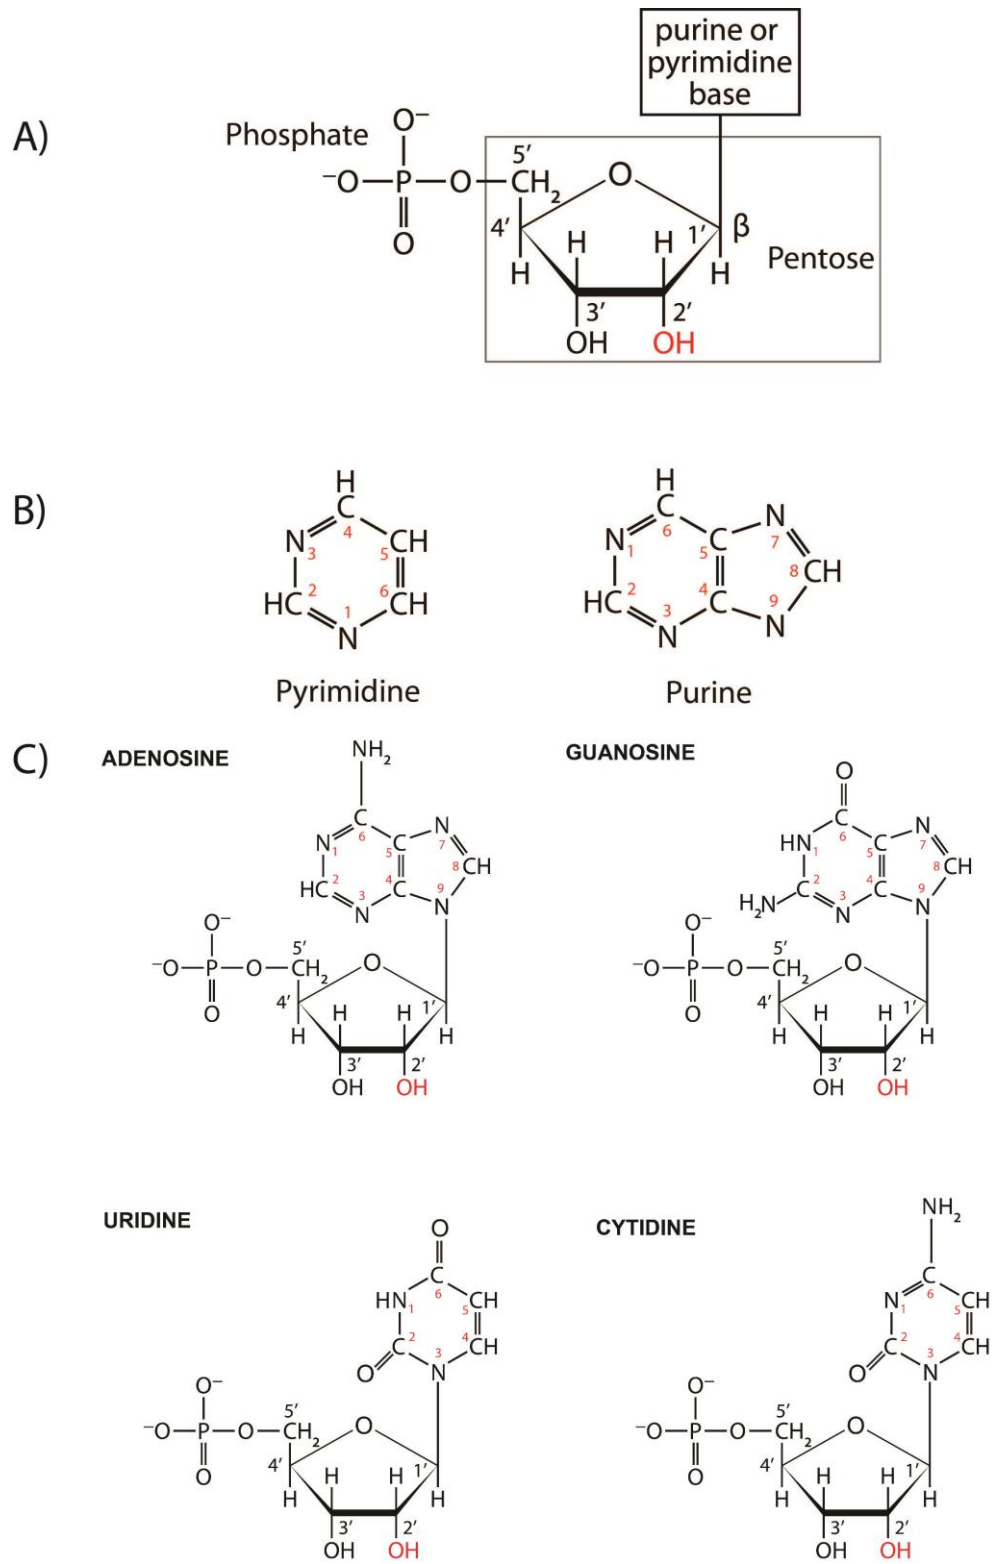 A)
purine or
pyrimidine
base
Phosphate
O⁻
⁻O P O CH₂ O
5′
4′ H H 1′ β
O H H Pentose
3′ 2′
OH OH
B)
H H
C C N
4 6 7
N 3 5 CH N 1 5 C 8 CH
HC 2 6 CH HC 2 4 C 9
1 N 3 N N
Pyrimidine Purine
C)
ADENOSINE
NH₂
C N
6 7
N 1 5 C 8 CH
HC 2 4 C 9 N
3 N
O⁻ 5′
⁻O P O CH₂ O
4′ H H 1′
O H H
3′ 2′
OH OH
GUANOSINE
O
C N
6 7
HN 1 5 C 8 CH
C 2 4 C 9 N
H₂N 3 N
O⁻ 5′
⁻O P O CH₂ O
4′ H H 1′
O H H
3′ 2′
OH OH
URIDINE
O
C
6
HN 1 5 CH
C 2 4 CH
O 3 N
O⁻ 5′
⁻O P O CH₂ O
4′ H H 1′
O H H
3′ 2′
OH OH
CYTIDINE
NH₂
C
6
N 1 5 CH
C 2 4 CH
O 3 N
O⁻ 5′
⁻O P O CH₂ O
4′ H H 1′
O H H
3′ 2′
OH OH